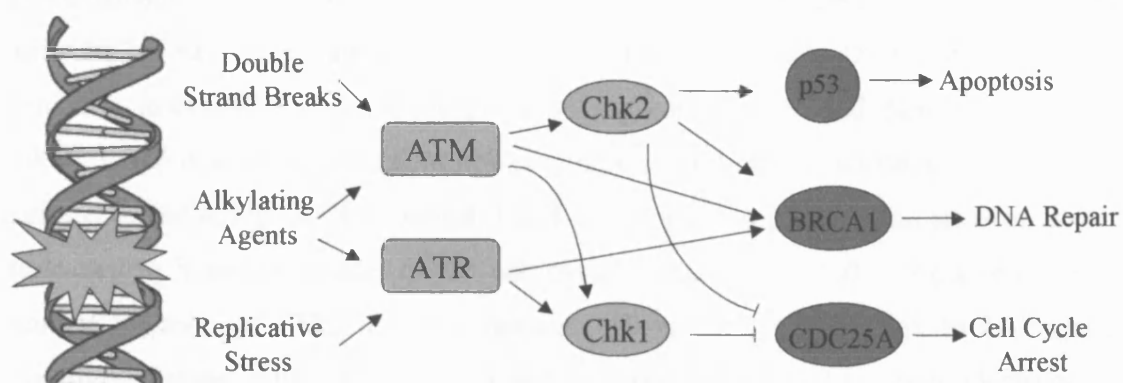 Double
Strand Breaks
Alkylating
Agents
Replicative
Stress
ATM
ATR
Chk2
Chk1
p53
BRCA1
CDC25A
Apoptosis
DNA Repair
Cell Cycle
Arrest